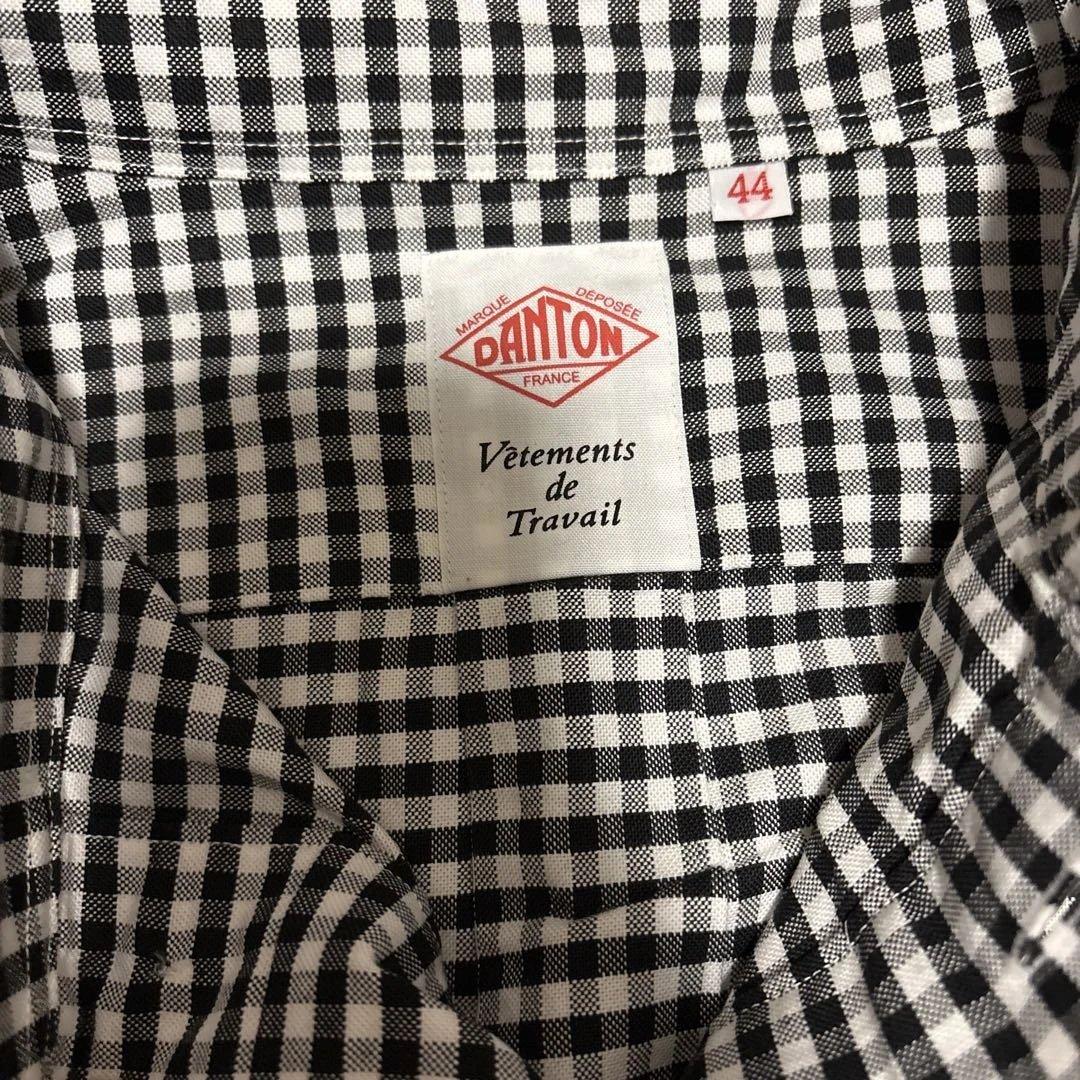 44
MARQUE DÉPOSÉE
DANTON
FRANCE
Vêtements
de
Travail